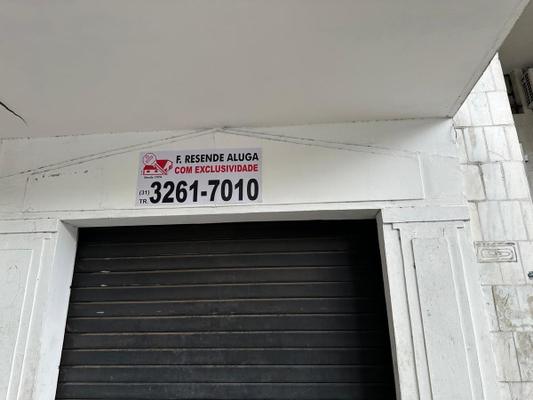 F. RESENDE ALUGA
COM EXCLUSIVIDADE
(31) 3261-7010
TR.